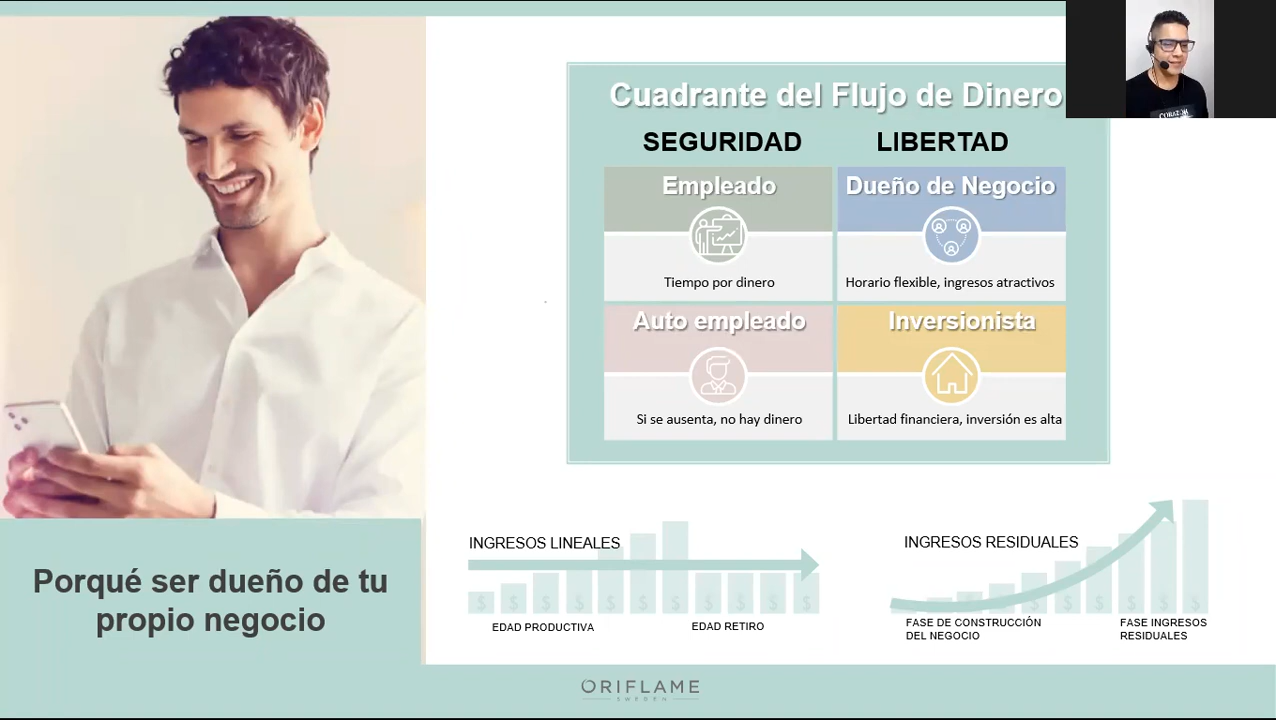 Cuadrante del Flujo de Dinero
SEGURIDAD
LIBERTAD
Empleado
Tiempo por dinero
Dueño de Negocio
Horario flexible, ingresos atractivos
Auto empleado
Si se ausenta, no hay dinero
Inversionista
Libertad financiera, inversión es alta
INGRESOS LINEALES
$ $ $ $ $ $ $ $ $ $ $
EDAD PRODUCTIVA
EDAD RETIRO
INGRESOS RESIDUALES
$ $ $ $ $
FASE DE CONSTRUCCIÓN
DEL NEGOCIO
FASE INGRESOS
RESIDUALES
Porqué ser dueño de tu
propio negocio
ORIFLAME
SWEDEN
CORAZÓN